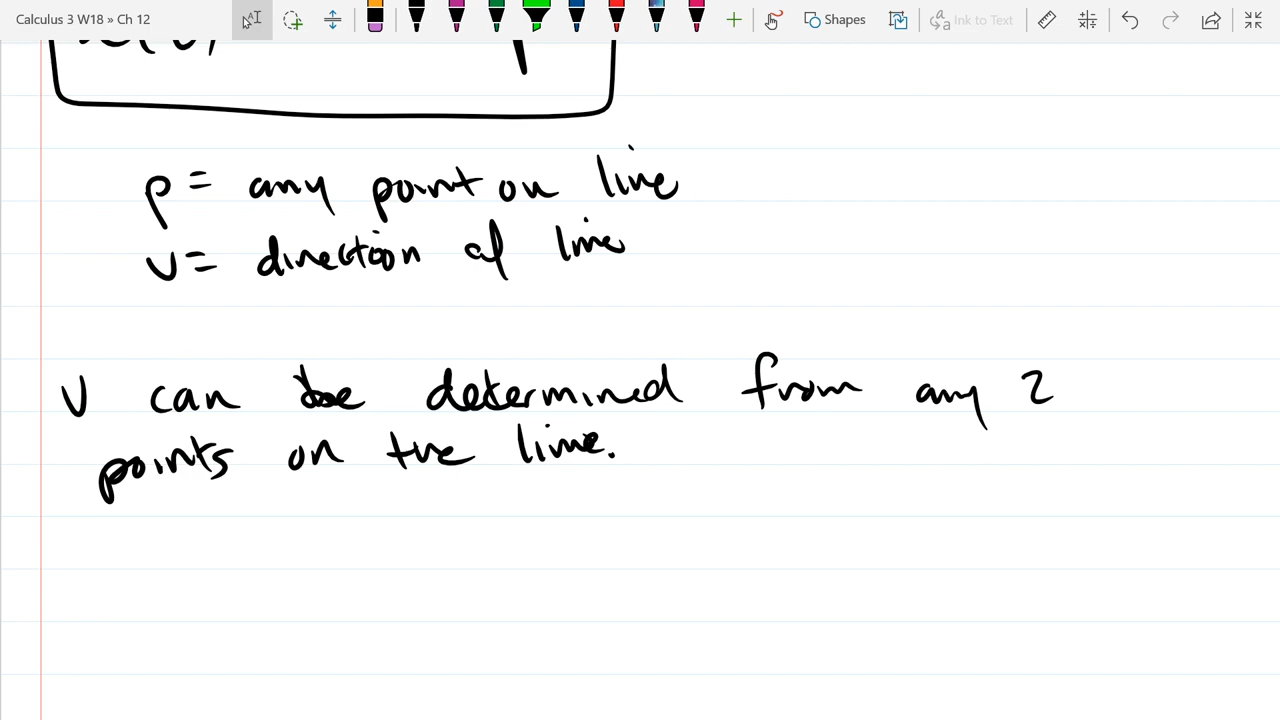 Calculus 3 W18 » Ch 12
Shapes
Ink to Text
p = any point on line
v = direction of line
v can be determined from any 2
points on the line.